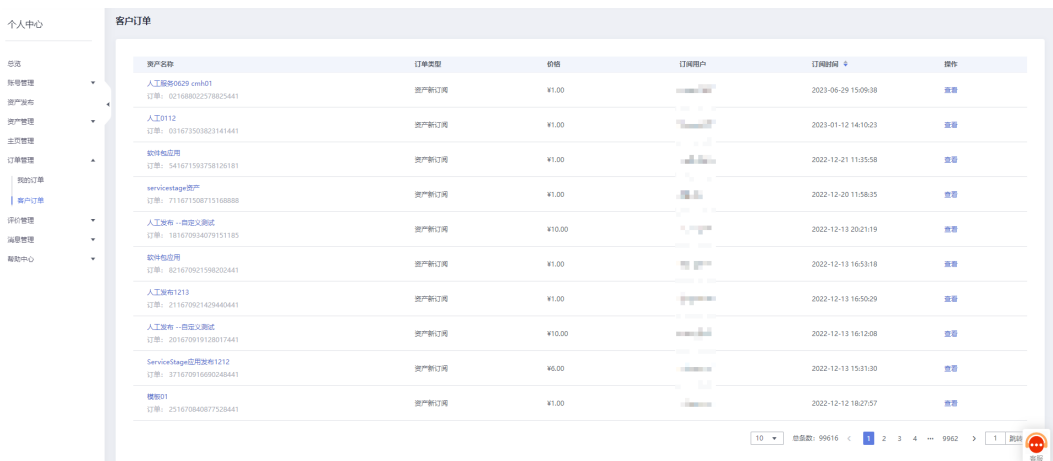 个人中心
总览
账号管理
资产发布
资产管理
主页管理
订单管理
我的订单
客户订单
评价管理
消息管理
帮助中心
客户订单
资产名称 订单类型 价格 订阅用户 订阅时间 操作
人工服务0629 cmh01
订单: 021688022578825441 资产新订阅 ¥1.00 2023-06-29 15:09:38 查看
人工0112
订单: 031673503823141441 资产新订阅 ¥1.00 2023-01-12 14:10:23 查看
软件包应用
订单: 541671593758126181 资产新订阅 ¥1.00 2022-12-21 11:35:58 查看
servicestage资产
订单: 711671508715168688 资产新订阅 ¥1.00 2022-12-20 11:58:35 查看
人工发布 --自定义测试
订单: 181670934079151185 资产新订阅 ¥10.00 2022-12-13 20:21:19 查看
软件包应用
订单: 821670921598202441 资产新订阅 ¥1.00 2022-12-13 16:53:18 查看
人工发布1213
订单: 211670921429440441 资产新订阅 ¥1.00 2022-12-13 16:50:29 查看
人工发布 --自定义测试
订单: 201670919128017441 资产新订阅 ¥10.00 2022-12-13 16:12:08 查看
ServiceStage应用发布1212
订单: 371670916690248441 资产新订阅 ¥6.00 2022-12-13 15:31:30 查看
模板01
订单: 251670840877528441 资产新订阅 ¥1.00 2022-12-12 18:27:57 查看
10 总条数: 99616 < 1 2 3 4 ··· 9962 > 1 跳转
客服